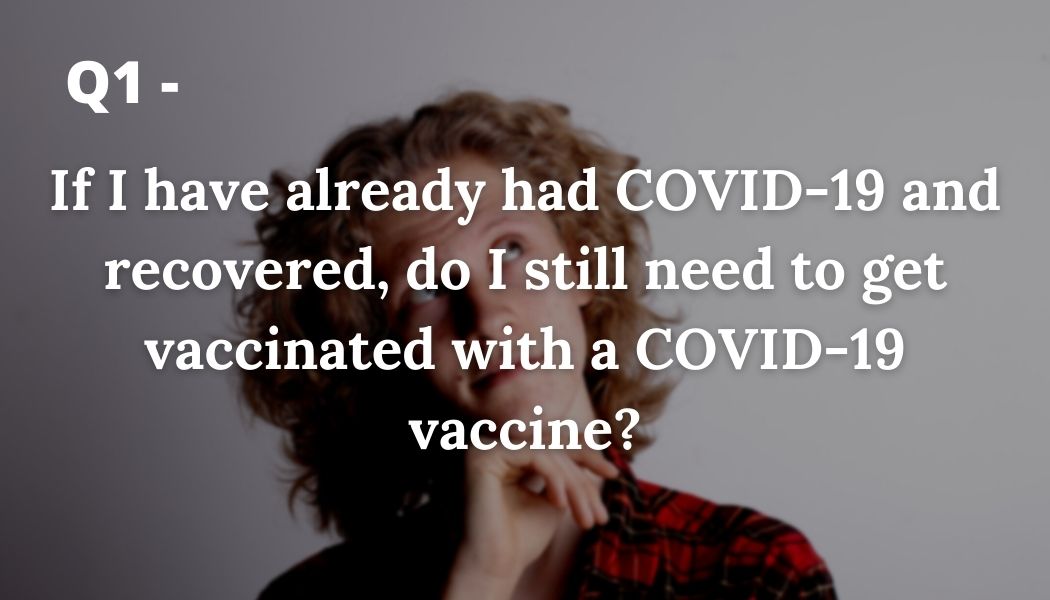 Q1 -
If I have already had COVID-19 and
recovered, do I still need to get
vaccinated with a COVID-19
vaccine?